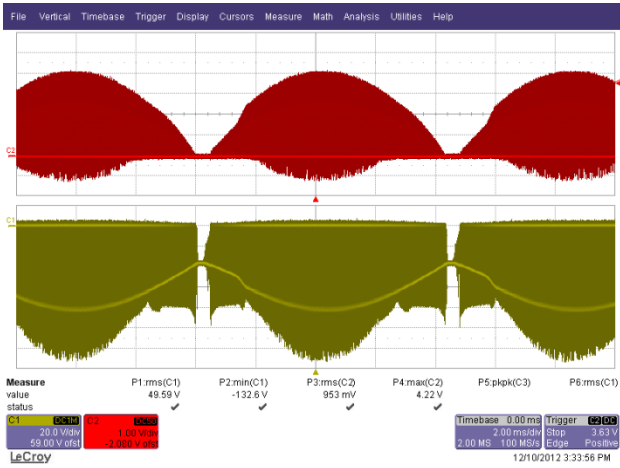 File Vertical Timebase Trigger Display Cursors Measure Math Analysis Utilities Help
C2
C1
Measure P1:rms(C1) P2:min(C1) P3:rms(C2) P4:max(C2) P5:pkpk(C3) P6:rms(C1)
value 49.59 V -132.6 V 953 mV 4.22 V
status
C1 DC1M
20.0 V/div
59.00 V ofst
C2 DC50
1.00 V/div
-2.000 V ofst
Timebase 0.00 ms
2.00 ms/div
2.00 MS 100 MS/s
Trigger C2 DC
Stop 3.63 V
Edge Positive
LeCroy
12/10/2012 3:33:56 PM